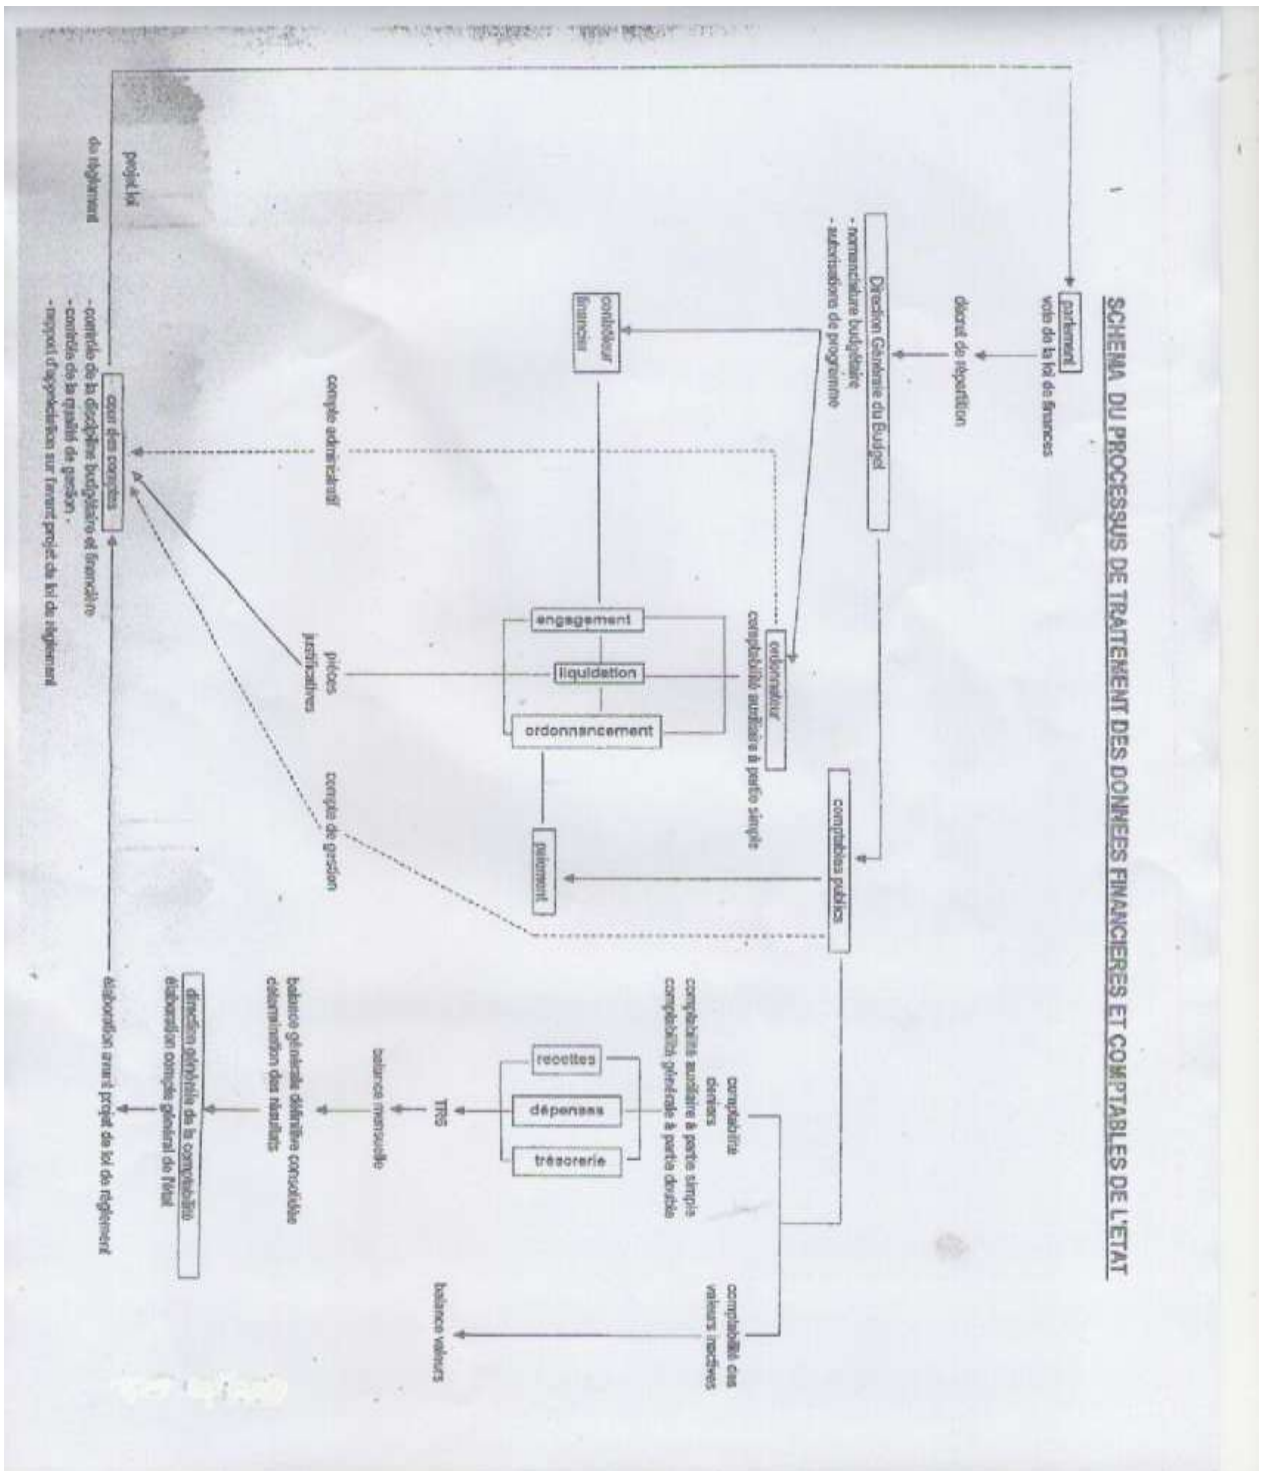 1
SCHEMA DU PROCESSUS DE TRAITEMENT DES DONNEES FINANCIERES ET COMPTABLES DE L'ETAT
parlement
vote de la loi de finances
décret de répartition
Direction Générale du Budget
- nomenclature budgétaire
- autorisations de programme
comptables publics
ordonnateur
comptabilité auxiliaire à partie simple
contrôleur
financier
engagement
liquidation
ordonnancement
paiement
comptabilité
deniers
comptabilité auxiliaire à partie simple
comptabilité générale à partie double
comptabilité des
valeurs inactives
recettes
dépenses
trésorerie
TRS
balance valeurs
balance mensuelle
compte administratif
pièces
justificatives
compte de gestion
balance générale définitive consolidée
détermination des résultats
direction générale de la comptabilité
élaboration compte général de l'état
projet loi
de règlement
cour des comptes
- contrôle de la discipline budgétaire et financière
- contrôle de la qualité de gestion -
- rapport d'appréciation sur l'avant projet de loi de règlement
élaboration avant projet de loi de règlement